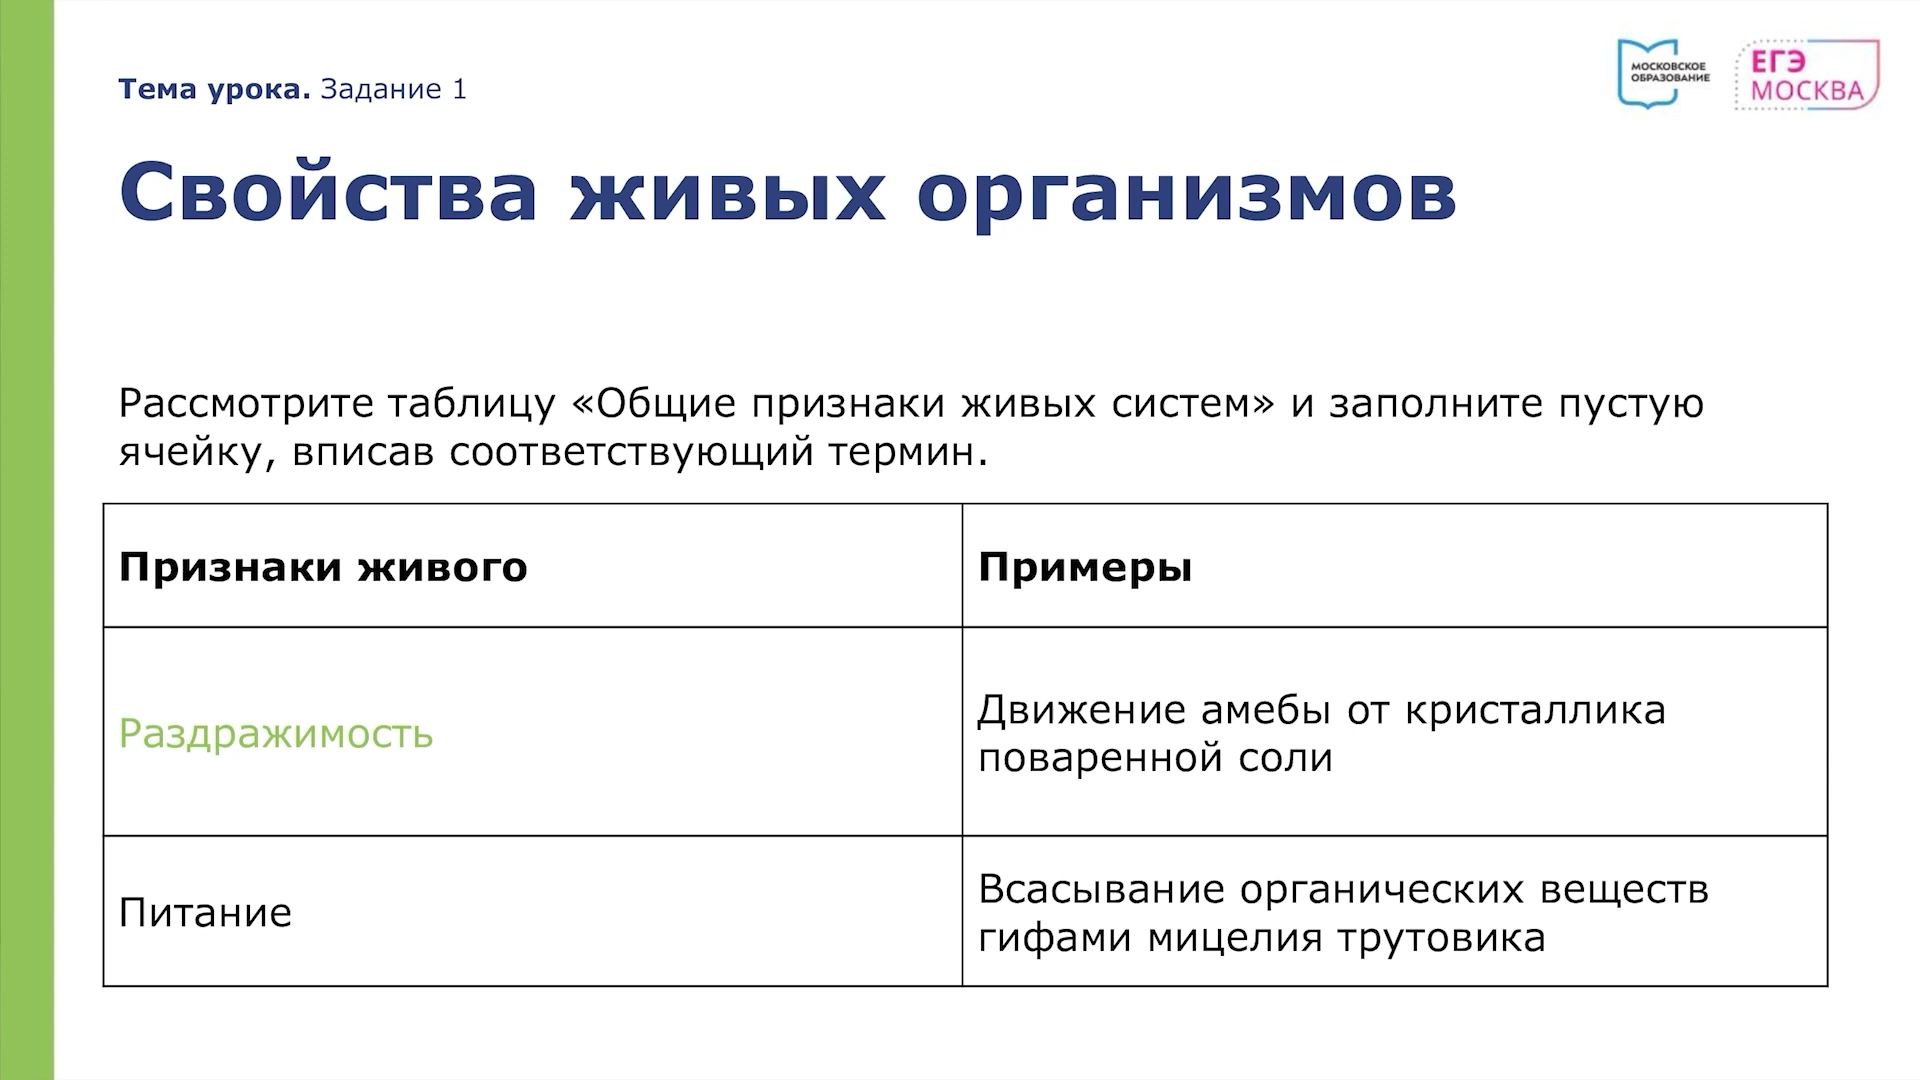 Тема урока. Задание 1
МОСКОВСКОЕ
ОБРАЗОВАНИЕ
ЕГЭ
МОСКВА
Свойства живых организмов
Рассмотрите таблицу «Общие признаки живых систем» и заполните пустую
ячейку, вписав соответствующий термин.
Признаки живого
Примеры
Раздражимость
Движение амебы от кристаллика
поваренной соли
Питание
Всасывание органических веществ
гифами мицелия трутовика